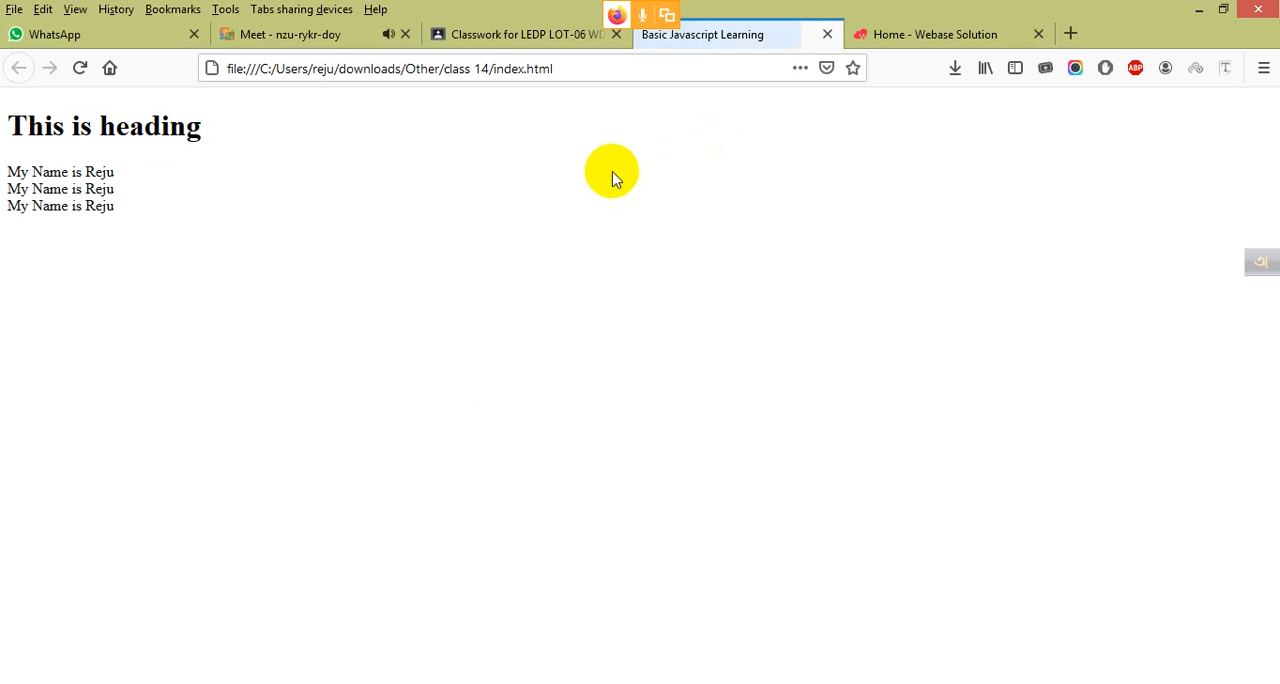 File Edit View History Bookmarks Tools Tabs sharing devices Help
WhatsApp Meet - nzu-rykr-doy Classwork for LEDP LOT-06 WD Basic Javascript Learning Home - Webase Solution
file:///C:/Users/reju/downloads/Other/class 14/index.html ABP
This is heading
My Name is Reju
My Name is Reju
My Name is Reju
অ